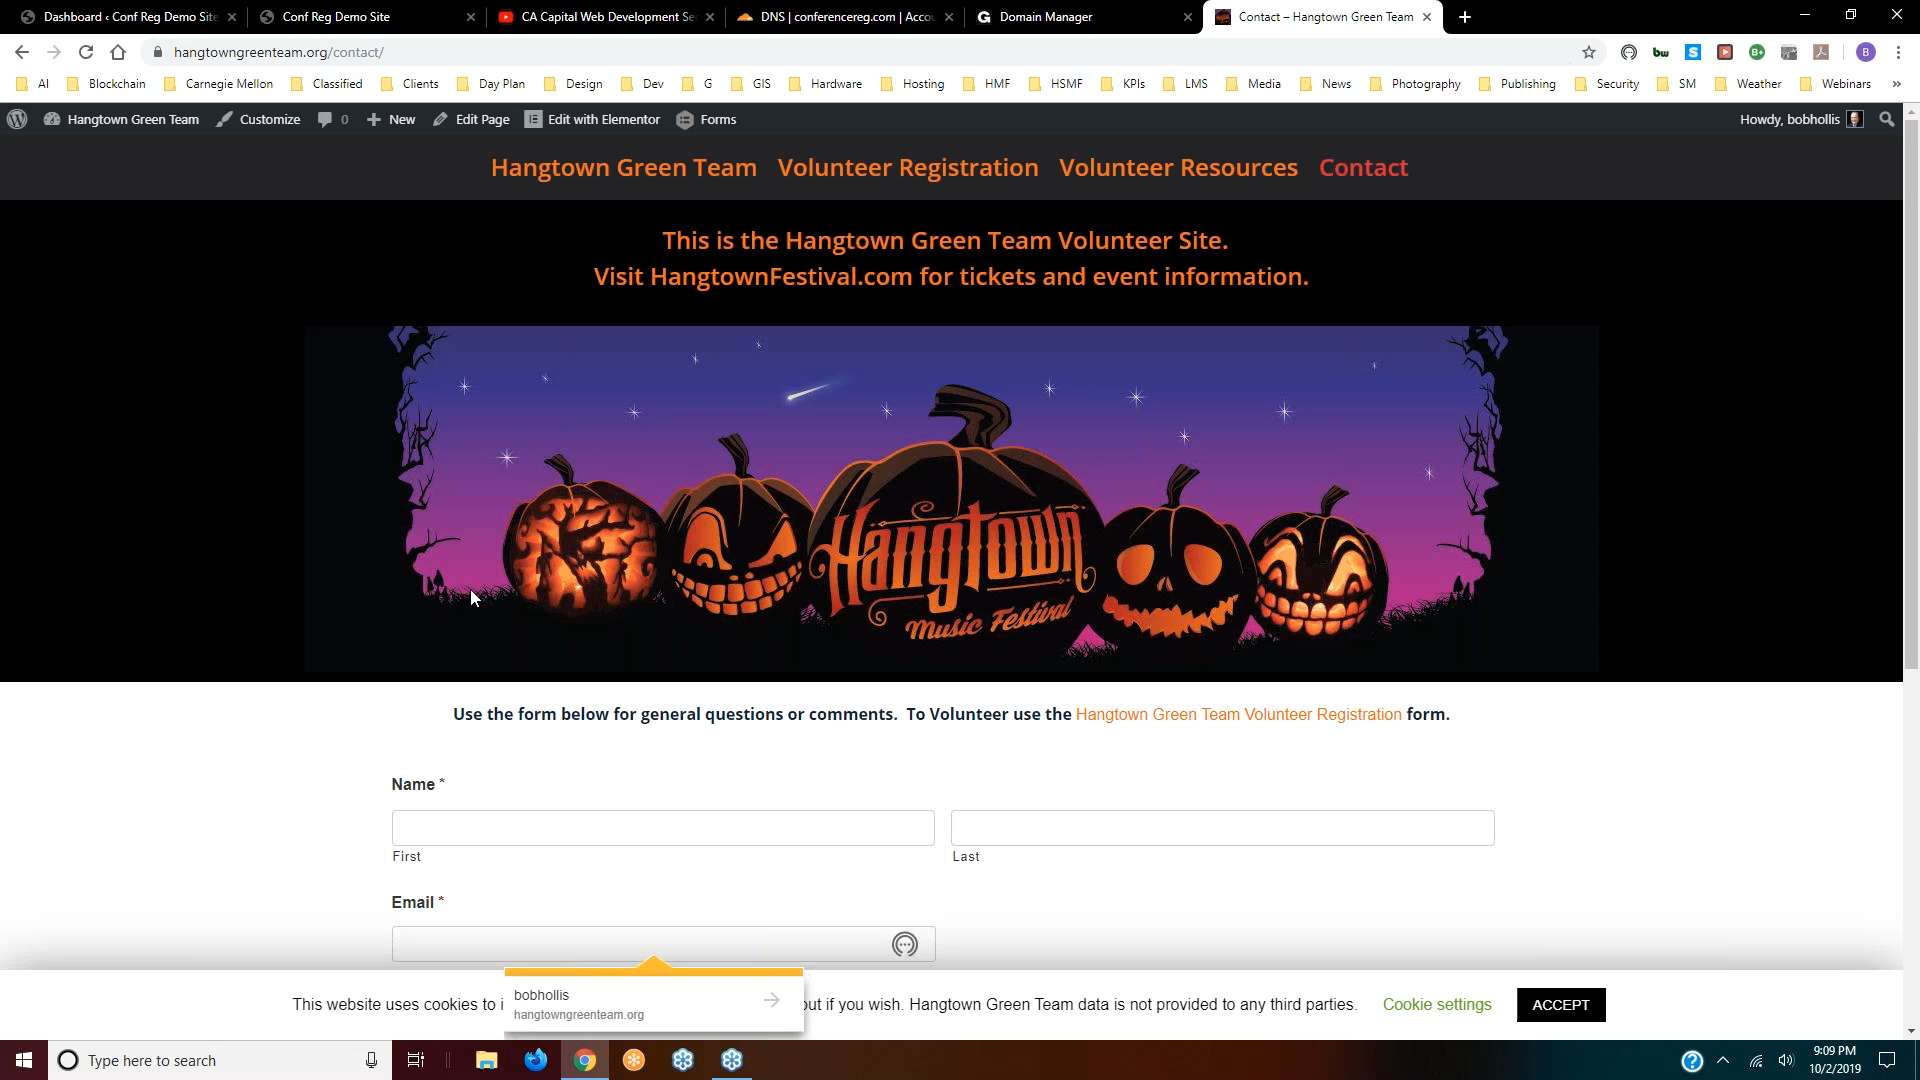 Dashboard ‹ Conf Reg Demo Site
Conf Reg Demo Site
CA Capital Web Development Se
DNS | conferencereg.com | Accou
Domain Manager
Contact – Hangtown Green Team
hangtowngreenteam.org/contact/
AI Blockchain Carnegie Mellon Classified Clients Day Plan Design Dev G GIS Hardware Hosting HMF HSMF KPIs LMS Media News Photography Publishing Security SM Weather Webinars »
Hangtown Green Team Customize 0 New Edit Page Edit with Elementor Forms Howdy, bobhollis
Hangtown Green Team Volunteer Registration Volunteer Resources Contact
This is the Hangtown Green Team Volunteer Site.
Visit HangtownFestival.com for tickets and event information.
Hangtown
Music Festival
Use the form below for general questions or comments. To Volunteer use the Hangtown Green Team Volunteer Registration form.
Name *
First Last
Email *
This website uses cookies to i
out if you wish. Hangtown Green Team data is not provided to any third parties. Cookie settings ACCEPT
bobhollis
hangtowngreenteam.org
Type here to search
9:09 PM
10/2/2019